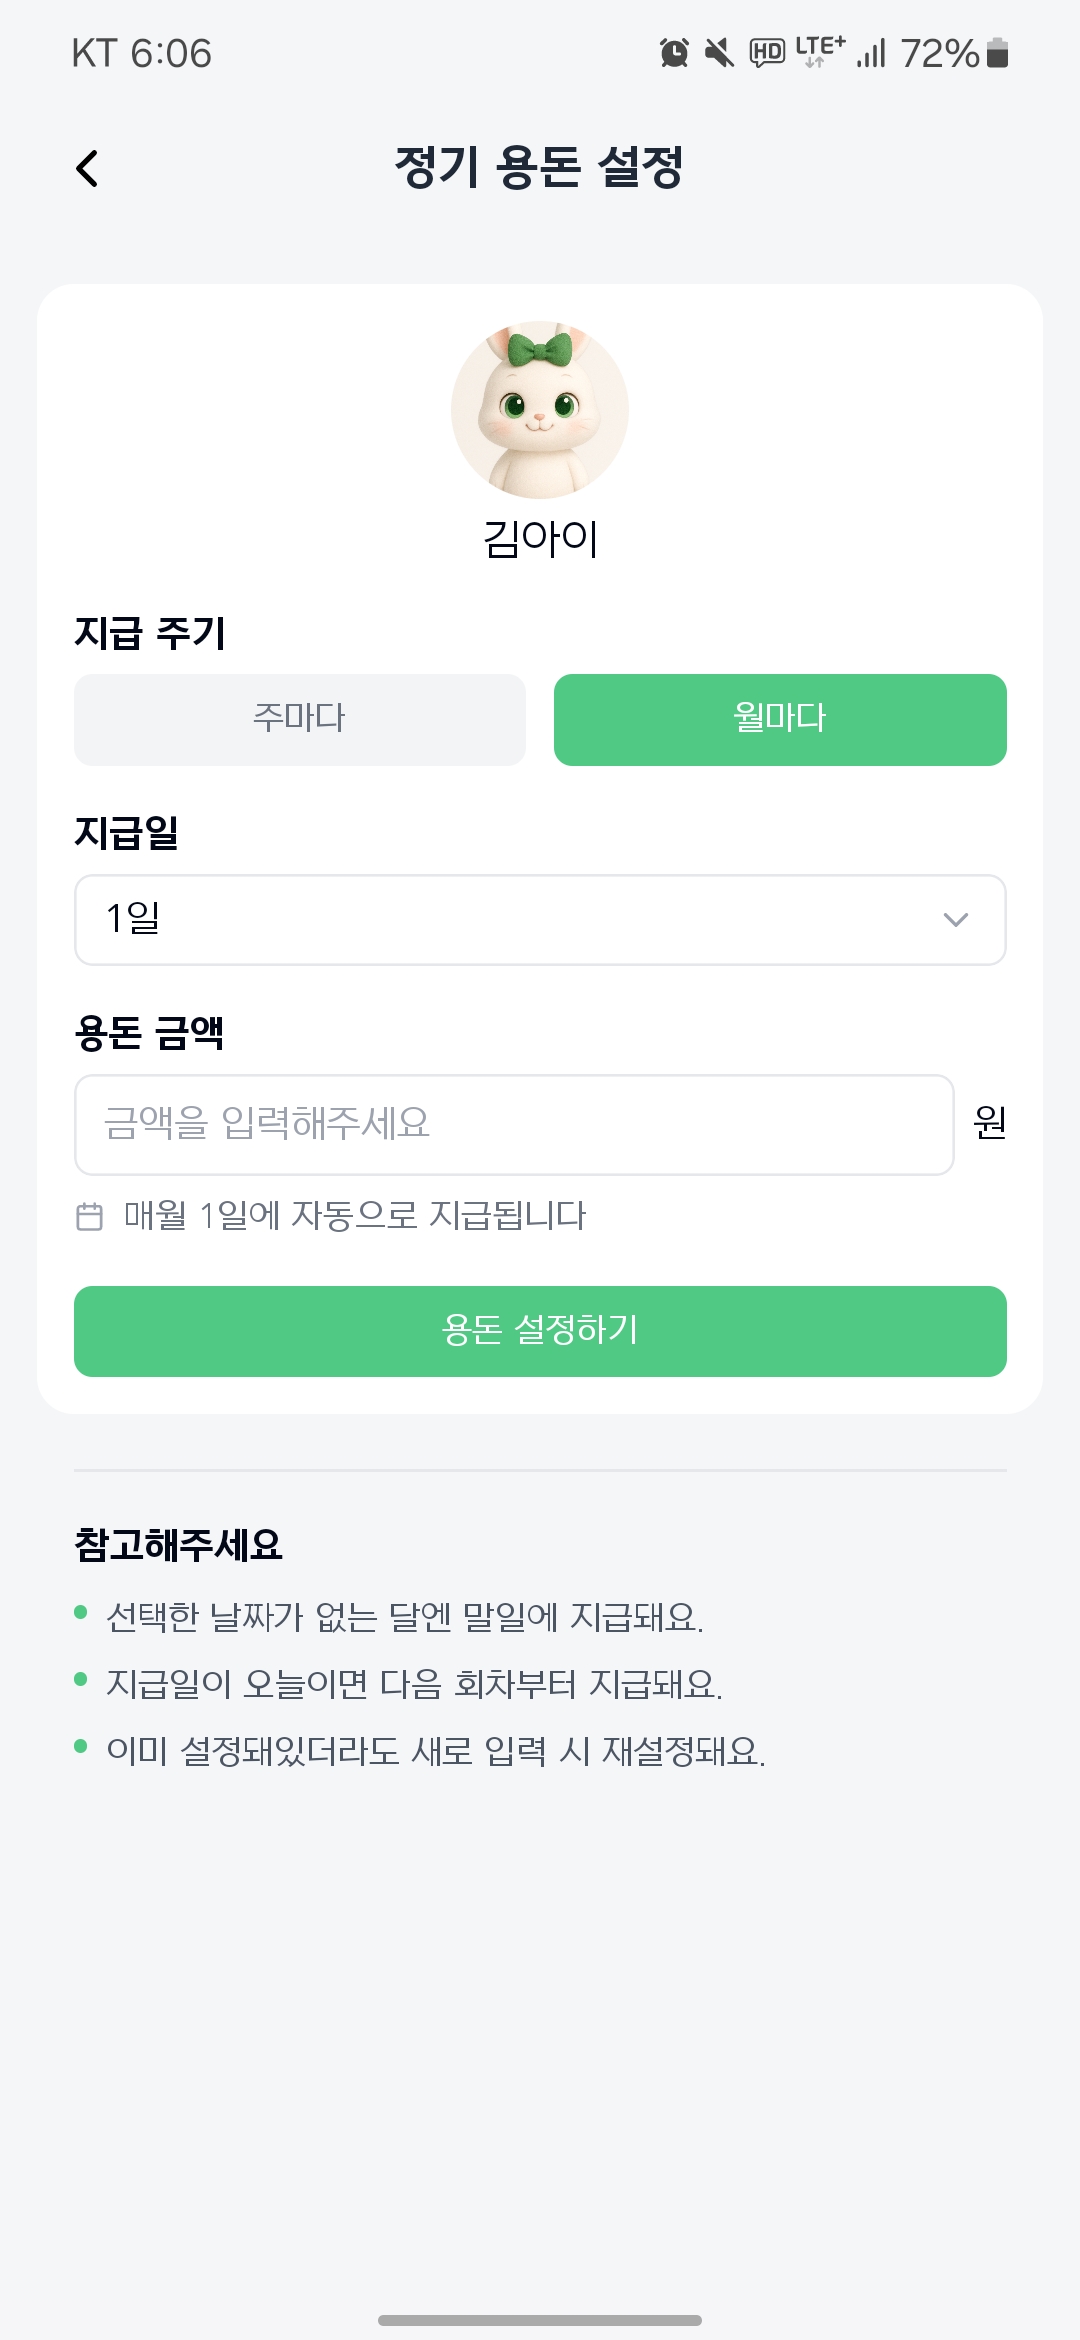 KT 6:06
HD LTE+ 72%
정기 용돈 설정
김아이
지급 주기
주마다 월마다
지급일
1일
용돈 금액
금액을 입력해주세요 원
매월 1일에 자동으로 지급됩니다
용돈 설정하기
참고해주세요
선택한 날짜가 없는 달엔 말일에 지급돼요.
지급일이 오늘이면 다음 회차부터 지급돼요.
이미 설정돼있더라도 새로 입력 시 재설정돼요.